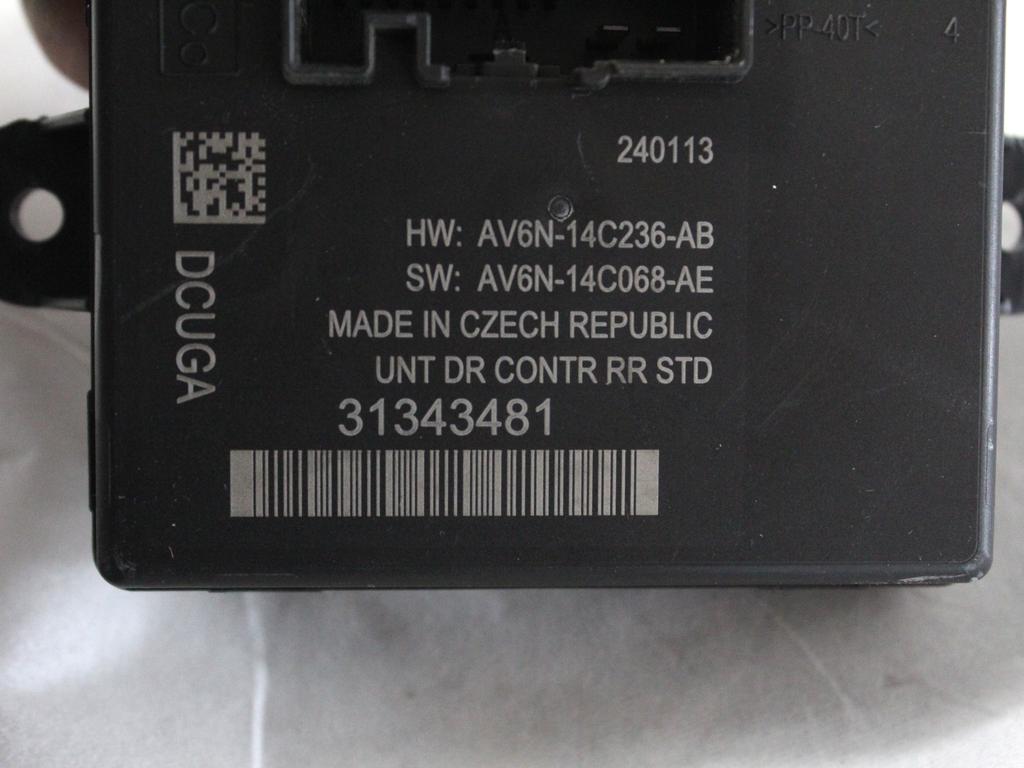 Co
>PP-40T<
4
240113
HW: AV6N-14C236-AB
SW: AV6N-14C068-AE
MADE IN CZECH REPUBLIC
UNT DR CONTR RR STD
31343481
DCUGA